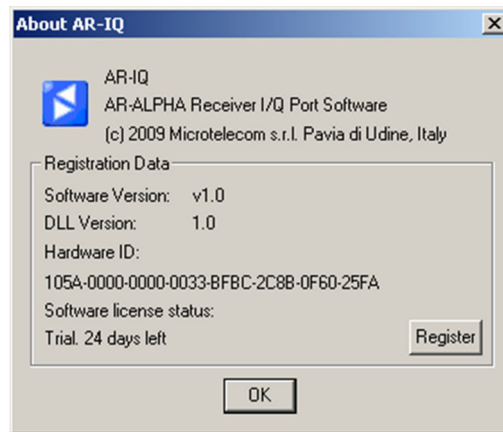 About AR-IQ
AR-IQ
AR-ALPHA Receiver I/Q Port Software
(c) 2009 Microtelecom s.r.l. Pavia di Udine, Italy
Registration Data
Software Version: v1.0
DLL Version: 1.0
Hardware ID:
105A-0000-0000-0033-BFBC-2C8B-0F60-25FA
Software license status:
Trial. 24 days left
Register
OK